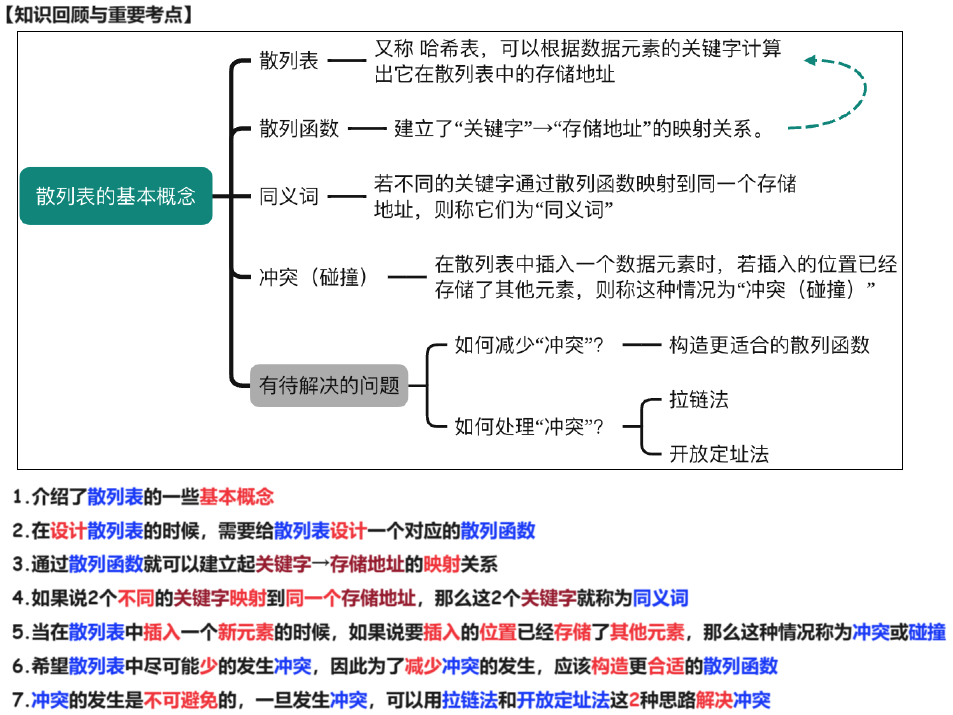 【知识回顾与重要考点】
散列表的基本概念
散列表
又称 哈希表，可以根据数据元素的关键字计算
出它在散列表中的存储地址
散列函数
建立了“关键字”→“存储地址”的映射关系。
同义词
若不同的关键字通过散列函数映射到同一个存储
地址，则称它们为“同义词”
冲突（碰撞）
在散列表中插入一个数据元素时，若插入的位置已经
存储了其他元素，则称这种情况为“冲突（碰撞）”
有待解决的问题
如何减少“冲突”？
构造更适合的散列函数
如何处理“冲突”？
拉链法
开放定址法
1.介绍了散列表的一些基本概念
2.在设计散列表的时候，需要给散列表设计一个对应的散列函数
3.通过散列函数就可以建立起关键字→存储地址的映射关系
4.如果说2个不同的关键字映射到同一个存储地址，那么这2个关键字就称为同义词
5.当在散列表中插入一个新元素的时候，如果说要插入的位置已经存储了其他元素，那么这种情况称为冲突或碰撞
6.希望散列表中尽可能少的发生冲突，因此为了减少冲突的发生，应该构造更合适的散列函数
7.冲突的发生是不可避免的，一旦发生冲突，可以用拉链法和开放定址法这2种思路解决冲突